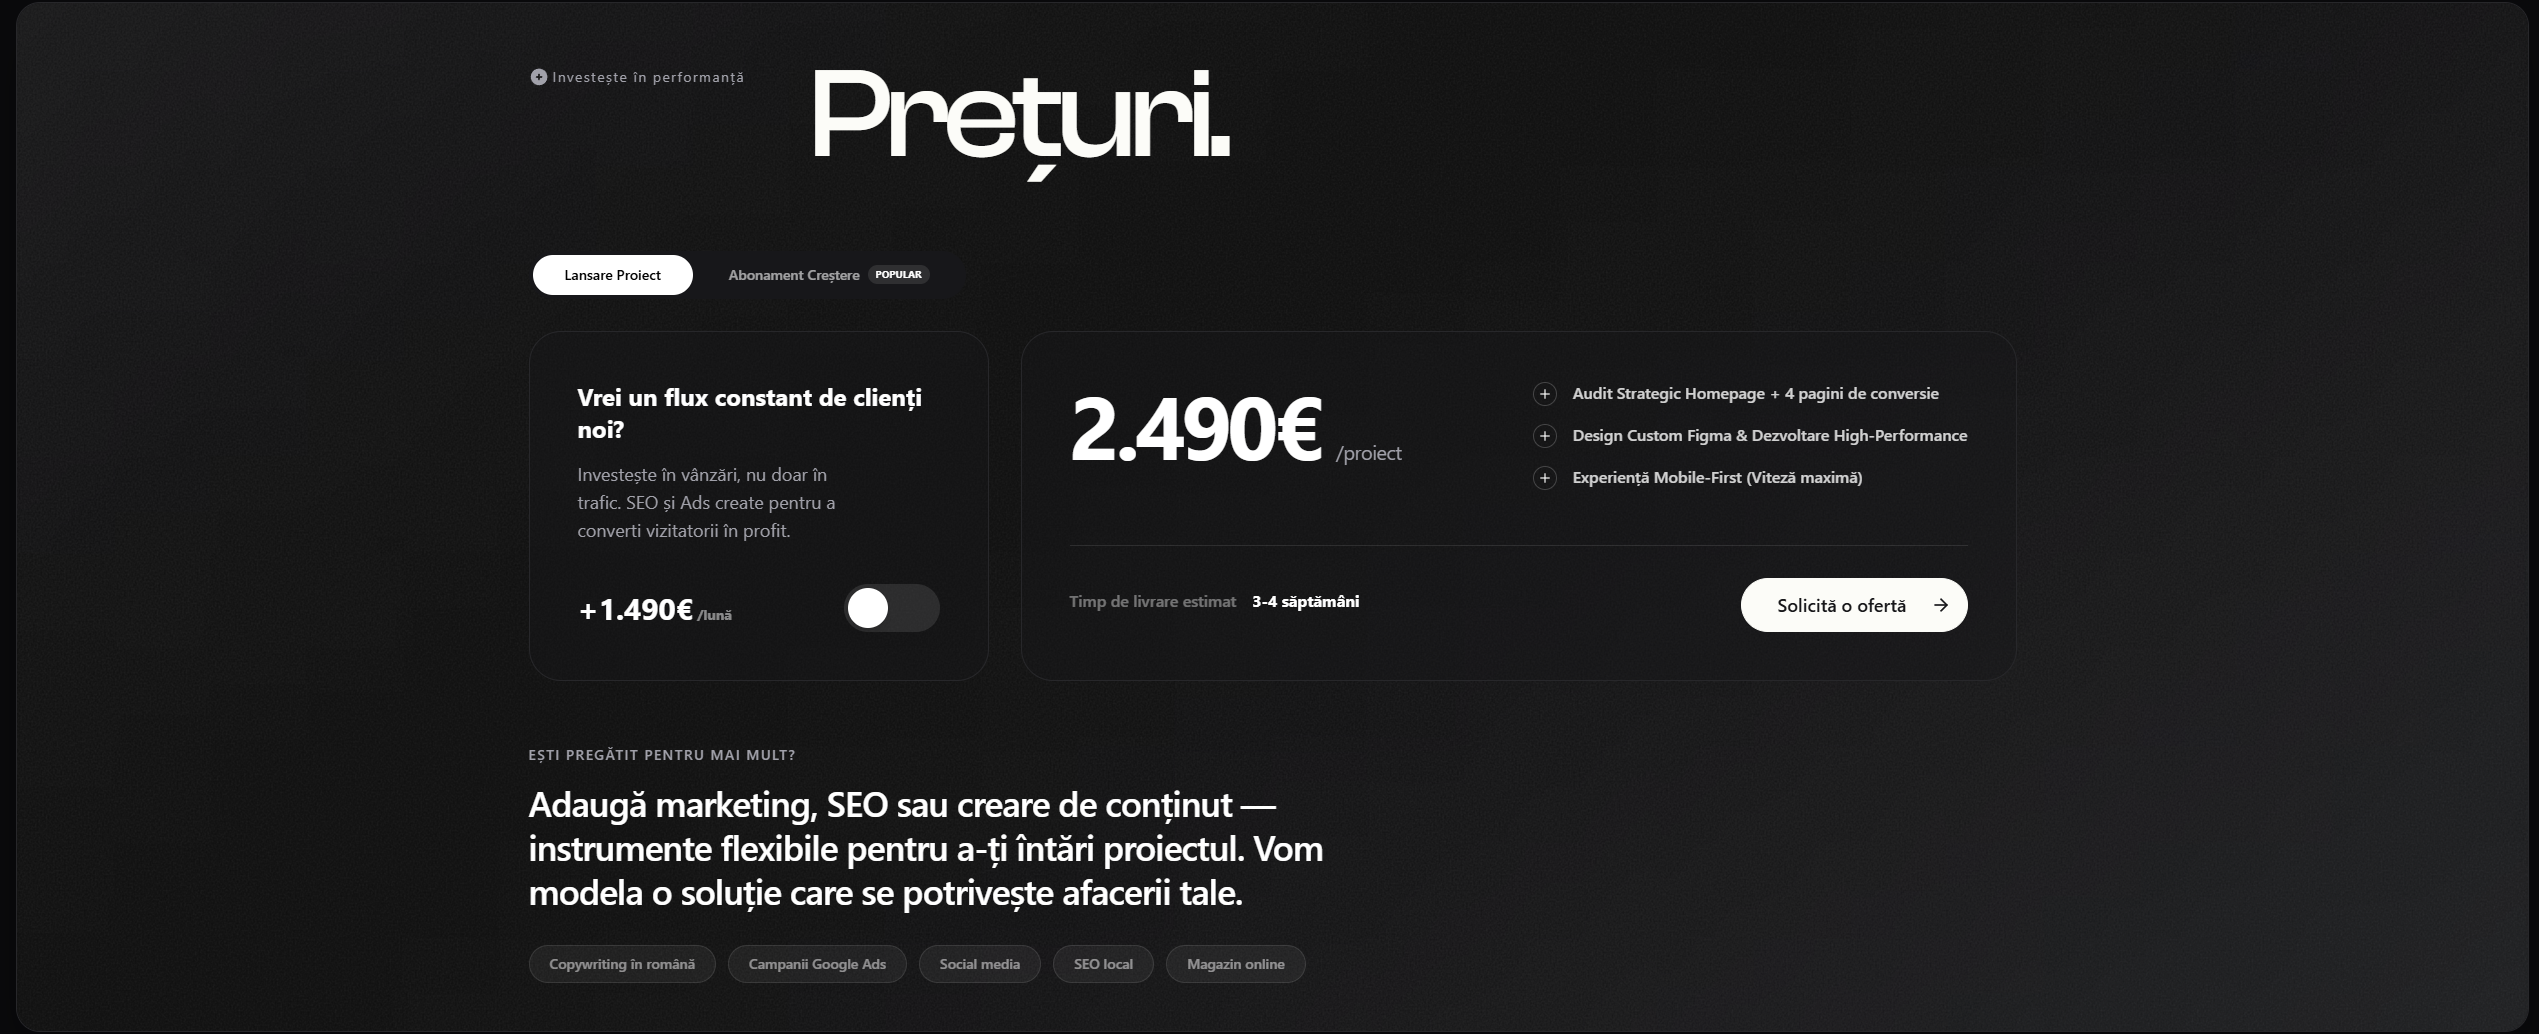 Investește în performanță
Prețuri.
Lansare Proiect
Abonament Creștere POPULAR
Vrei un flux constant de clienți
noi?
Investește în vânzări, nu doar în
trafic. SEO și Ads create pentru a
converti vizitatorii în profit.
+1.490€ /lună
2.490€ /proiect
Audit Strategic Homepage + 4 pagini de conversie
Design Custom Figma & Dezvoltare High-Performance
Experiență Mobile-First (Viteză maximă)
Timp de livrare estimat 3-4 săptămâni
Solicită o ofertă →
EȘTI PREGĂTIT PENTRU MAI MULT?
Adaugă marketing, SEO sau creare de conținut —
instrumente flexibile pentru a-ți întări proiectul. Vom
modela o soluție care se potrivește afacerii tale.
Copywriting în română
Campanii Google Ads
Social media
SEO local
Magazin online